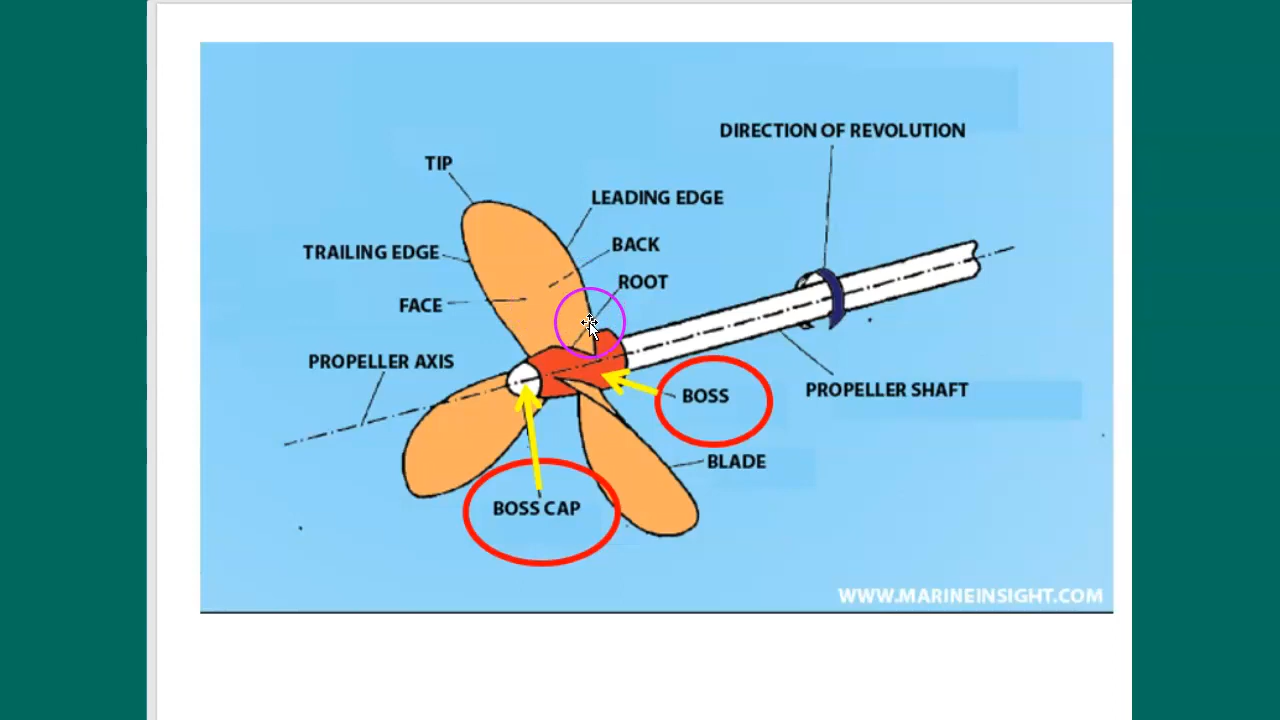 DIRECTION OF REVOLUTION
TIP
LEADING EDGE
BACK
TRAILING EDGE
ROOT
FACE
PROPELLER AXIS
PROPELLER SHAFT
BOSS
BLADE
BOSS CAP
WWW.MARINEINSIGHT.COM